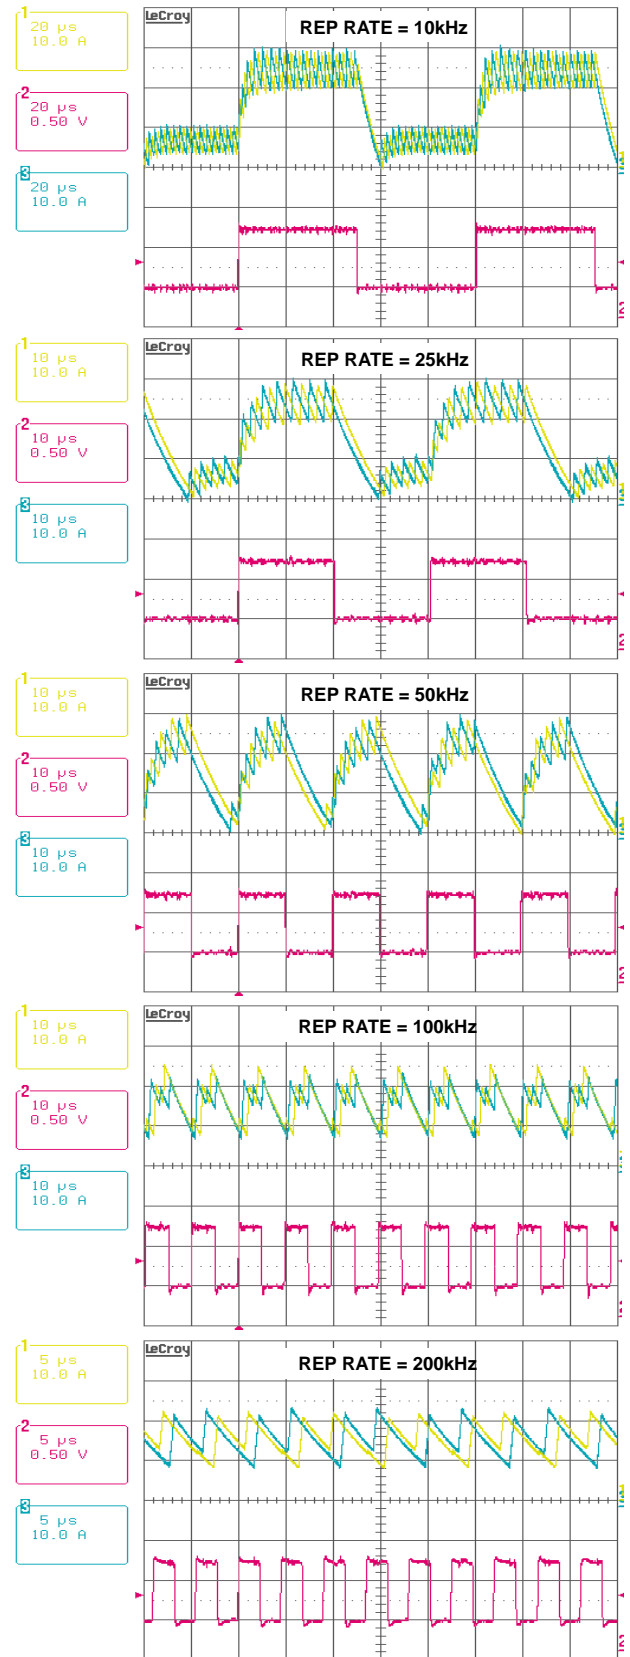 LeCroy
REP RATE = 10kHz
1
20 µs
10.0 A
2
20 µs
0.50 V
3
20 µs
10.0 A
2
LeCroy
REP RATE = 25kHz
1
10 µs
10.0 A
2
10 µs
0.50 V
3
10 µs
10.0 A
2
LeCroy
REP RATE = 50kHz
1
10 µs
10.0 A
2
10 µs
0.50 V
3
10 µs
10.0 A
2
LeCroy
REP RATE = 100kHz
1
10 µs
10.0 A
2
10 µs
0.50 V
3
10 µs
10.0 A
2
LeCroy
REP RATE = 200kHz
1
5 µs
10.0 A
2
5 µs
0.50 V
3
5 µs
10.0 A
2